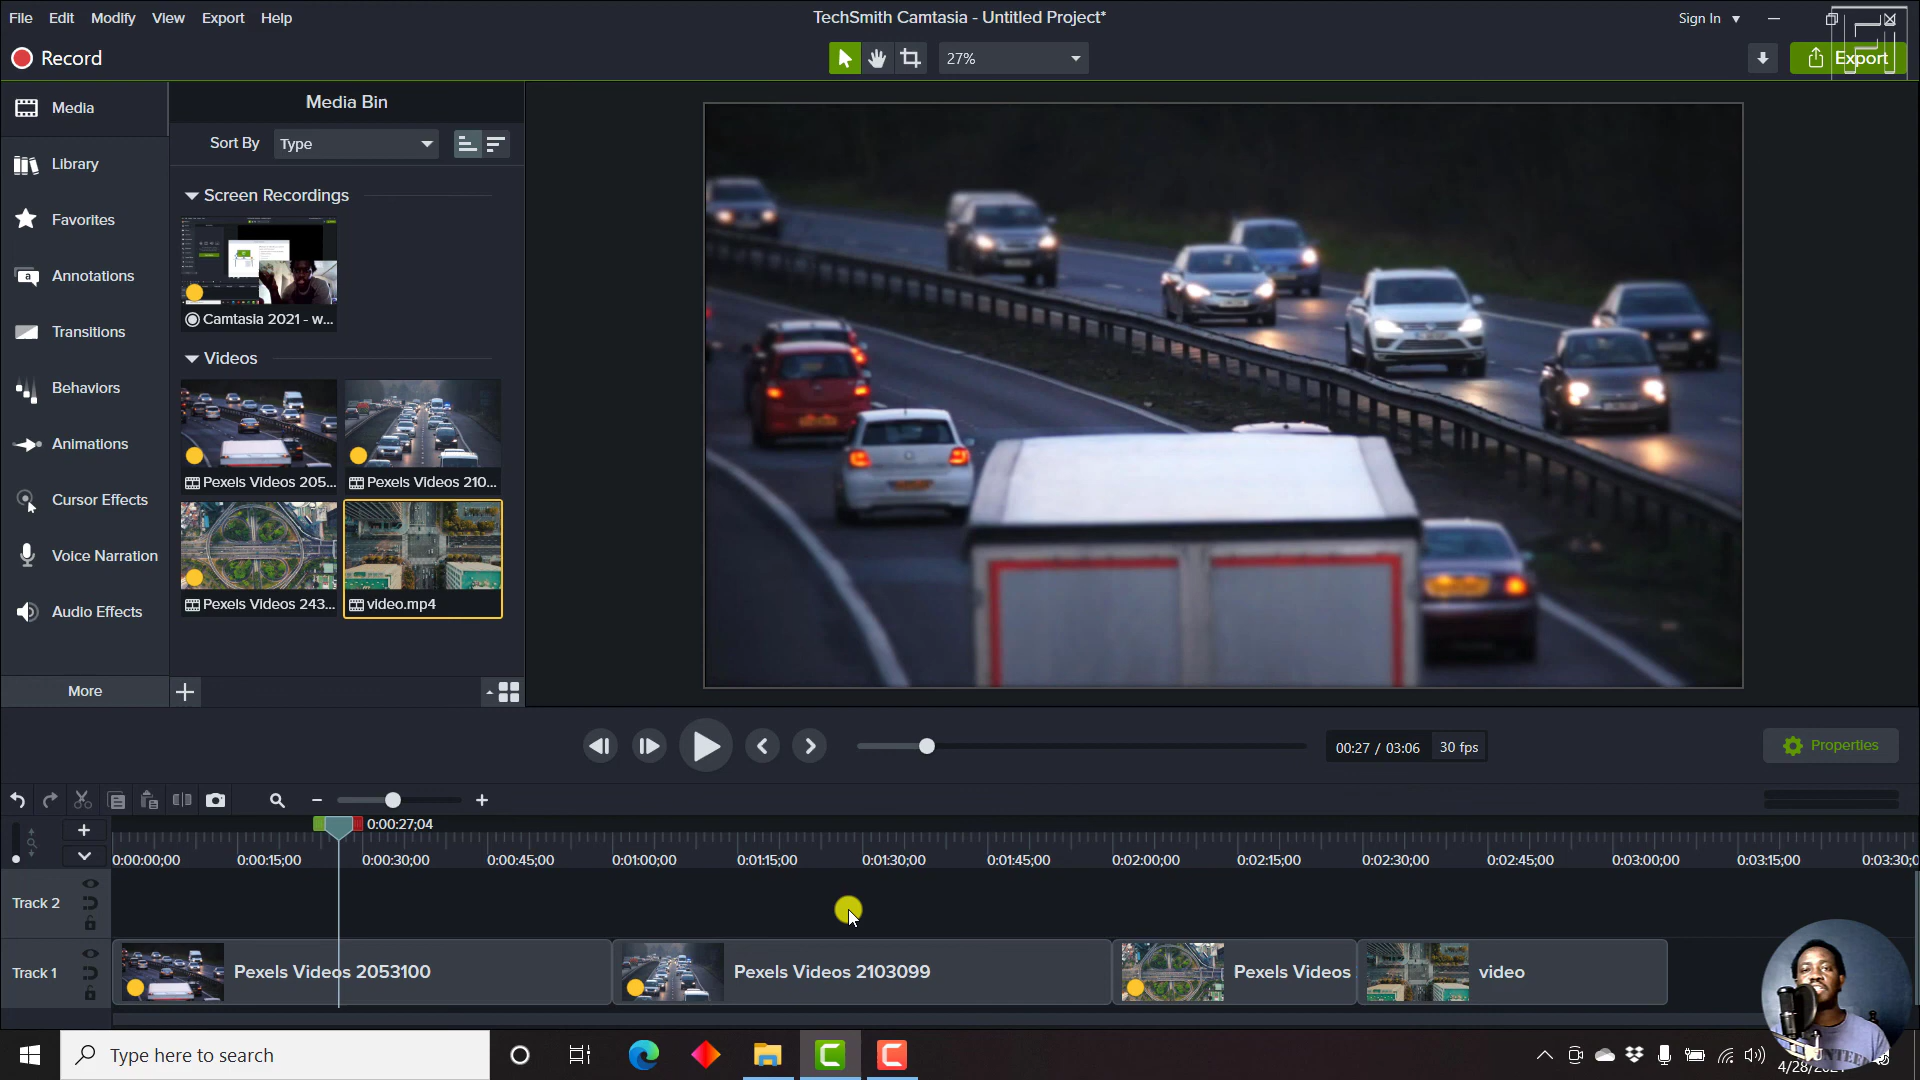 File Edit Modify View Export Help
TechSmith Camtasia - Untitled Project*
Sign In
Record
27%
Export
Media
Library
Favorites
Annotations
Transitions
Behaviors
Animations
Cursor Effects
Voice Narration
Audio Effects
More
Media Bin
Sort By Type
Screen Recordings
Camtasia 2021 - w...
Videos
Pexels Videos 205... Pexels Videos 210...
Pexels Videos 243... video.mp4
00:27 / 03:06 30 fps
Properties
0:00:27;04
0:00:00;00 0:00:15;00 0:00:30;00 0:00:45;00 0:01:00;00 0:01:15;00 0:01:30;00 0:01:45;00 0:02:00;00 0:02:15;00 0:02:30;00 0:02:45;00 0:03:00;00 0:03:15;00 0:03:30;0
Track 2
Track 1 Pexels Videos 2053100 Pexels Videos 2103099 Pexels Videos video
Type here to search